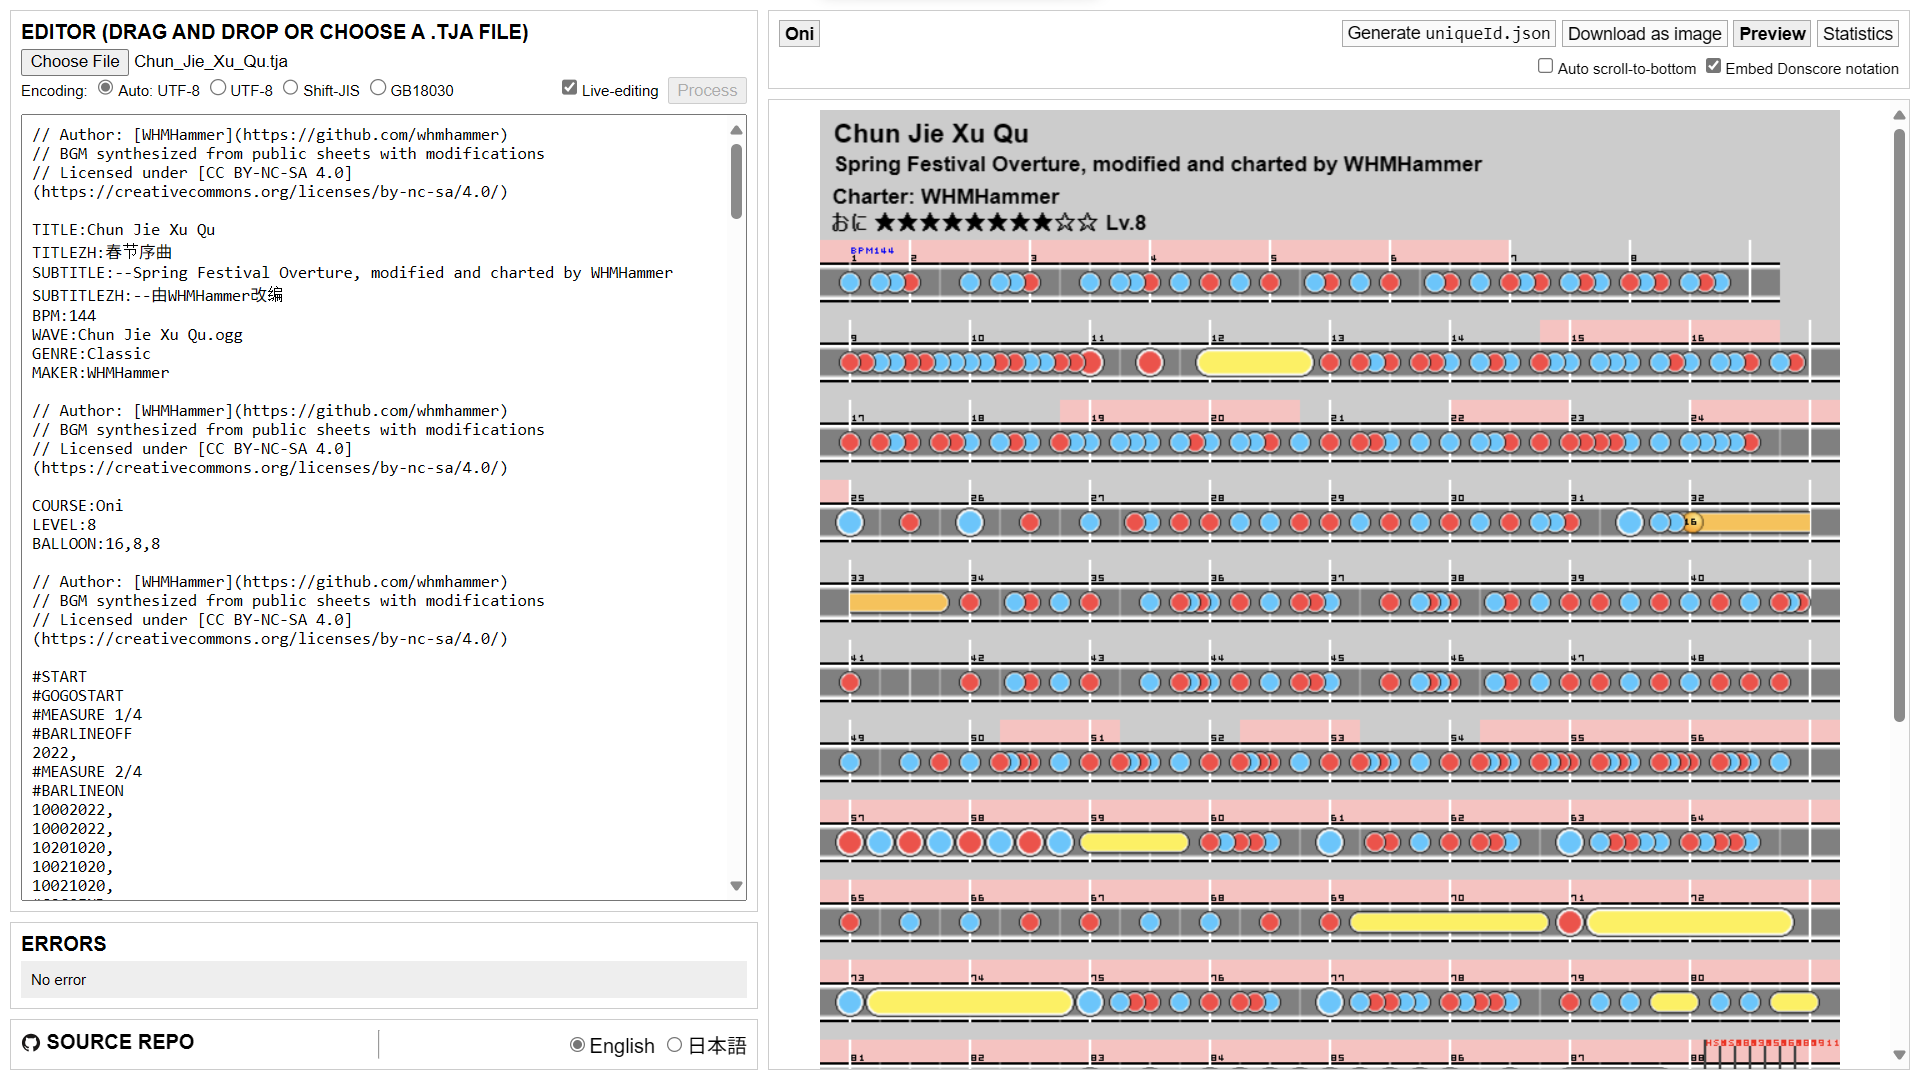 EDITOR (DRAG AND DROP OR CHOOSE A .TJA FILE)
Choose File Chun_Jie_Xu_Qu.tja
Encoding: Auto: UTF-8 UTF-8 Shift-JIS GB18030 Live-editing Process
// Author: [WHMHammer](https://github.com/whmhammer)
// BGM synthesized from public sheets with modifications
// Licensed under [CC BY-NC-SA 4.0]
(https://creativecommons.org/licenses/by-nc-sa/4.0/)
TITLE:Chun Jie Xu Qu
TITLEZH:春节序曲
SUBTITLE:--Spring Festival Overture, modified and charted by WHMHammer
SUBTITLEZH:--由WHMHammer改编
BPM:144
WAVE:Chun Jie Xu Qu.ogg
GENRE:Classic
MAKER:WHMHammer
// Author: [WHMHammer](https://github.com/whmhammer)
// BGM synthesized from public sheets with modifications
// Licensed under [CC BY-NC-SA 4.0]
(https://creativecommons.org/licenses/by-nc-sa/4.0/)
COURSE:Oni
LEVEL:8
BALLOON:16,8,8
// Author: [WHMHammer](https://github.com/whmhammer)
// BGM synthesized from public sheets with modifications
// Licensed under [CC BY-NC-SA 4.0]
(https://creativecommons.org/licenses/by-nc-sa/4.0/)
#START
#GOGOSTART
#MEASURE 1/4
#BARLINEOFF
2022,
#MEASURE 2/4
#BARLINEON
10002022,
10002022,
10201020,
10021020,
10021020,
ERRORS
No error
SOURCE REPO English 日本語
Oni Generate uniqueId.json Download as image Preview Statistics
Auto scroll-to-bottom Embed Donscore notation
Chun Jie Xu Qu
Spring Festival Overture, modified and charted by WHMHammer
Charter: WHMHammer
おに ★★★★★★★★☆☆ Lv.8
BPM144
1 2 3 4 5 6 7 8
9 10 11 12 13 14 15 16
17 18 19 20 21 22 23 24
25 26 27 28 29 30 31 32
16
33 34 35 36 37 38 39 40
41 42 43 44 45 46 47 48
49 50 51 52 53 54 55 56
57 58 59 60 61 62 63 64
65 66 67 68 69 70 71 72
73 74 75 76 77 78 79 80
81 82 83 84 85 86 87 88